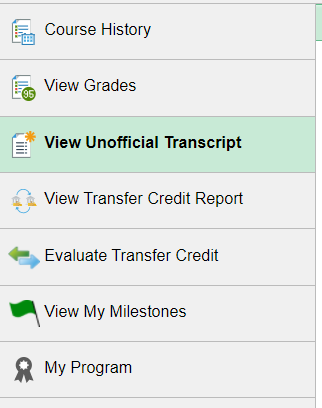 Course History
View Grades
View Unofficial Transcript
View Transfer Credit Report
Evaluate Transfer Credit
View My Milestones
My Program